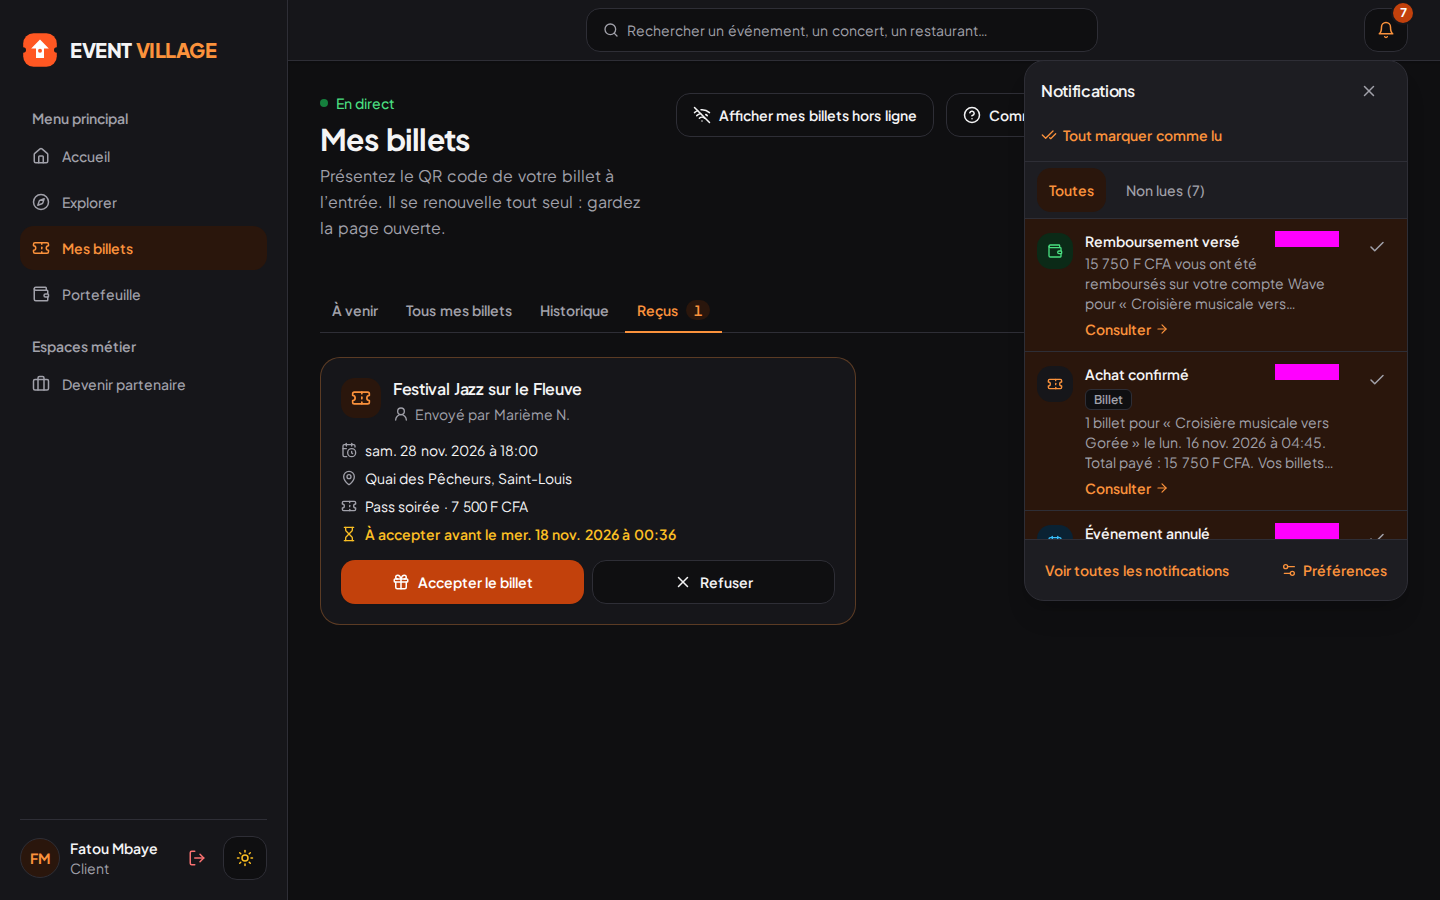 EVENT VILLAGE
Menu principal
Accueil
Explorer
Mes billets
Portefeuille
Espaces métier
Devenir partenaire
FM
Fatou Mbaye
Client
Rechercher un événement, un concert, un restaurant...
7
En direct
Mes billets
Présentez le QR code de votre billet à
l'entrée. Il se renouvelle tout seul : gardez
la page ouverte.
Afficher mes billets hors ligne
À venir
Tous mes billets
Historique
Reçus 1
Festival Jazz sur le Fleuve
Envoyé par Marième N.
sam. 28 nov. 2026 à 18:00
Quai des Pêcheurs, Saint-Louis
Pass soirée · 7 500 F CFA
À accepter avant le mer. 18 nov. 2026 à 00:36
Accepter le billet
Refuser
Notifications
Tout marquer comme lu
Toutes
Non lues (7)
Remboursement versé
15 750 F CFA vous ont été
remboursés sur votre compte Wave
pour « Croisière musicale vers...
Consulter
Achat confirmé
Billet
1 billet pour « Croisière musicale vers
Gorée » le lun. 16 nov. 2026 à 04:45.
Total payé : 15 750 F CFA. Vos billets...
Consulter
Événement annulé
Voir toutes les notifications
Préférences